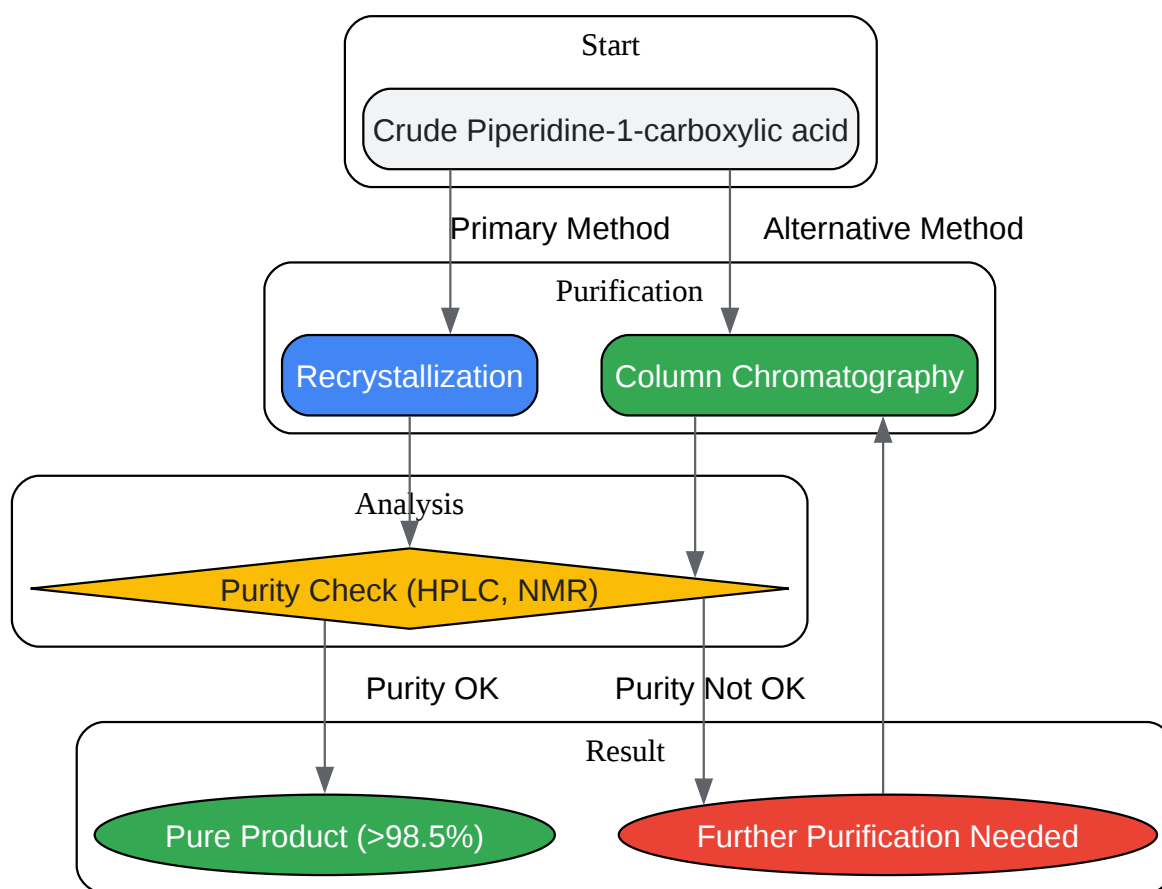 Start
Crude Piperidine-1-carboxylic acid
Primary Method
Alternative Method
Purification
Recrystallization
Column Chromatography
Analysis
Purity Check (HPLC, NMR)
Purity OK
Purity Not OK
Result
Pure Product (>98.5%)
Further Purification Needed